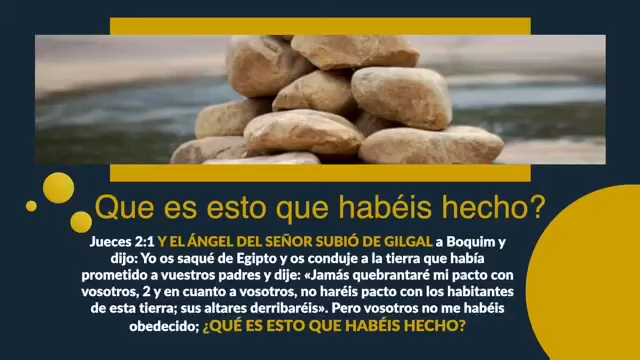 Que es esto que habéis hecho?
Jueces 2:1 Y EL ÁNGEL DEL SEÑOR SUBIÓ DE GILGAL a Boquim y
dijo: Yo os saqué de Egipto y os conduje a la tierra que había
prometido a vuestros padres y dije: «Jamás quebrantaré mi pacto con
vosotros, 2 y en cuanto a vosotros, no haréis pacto con los habitantes
de esta tierra; sus altares derribaréis». Pero vosotros no me habéis
obedecido; ¿QUÉ ES ESTO QUE HABÉIS HECHO?